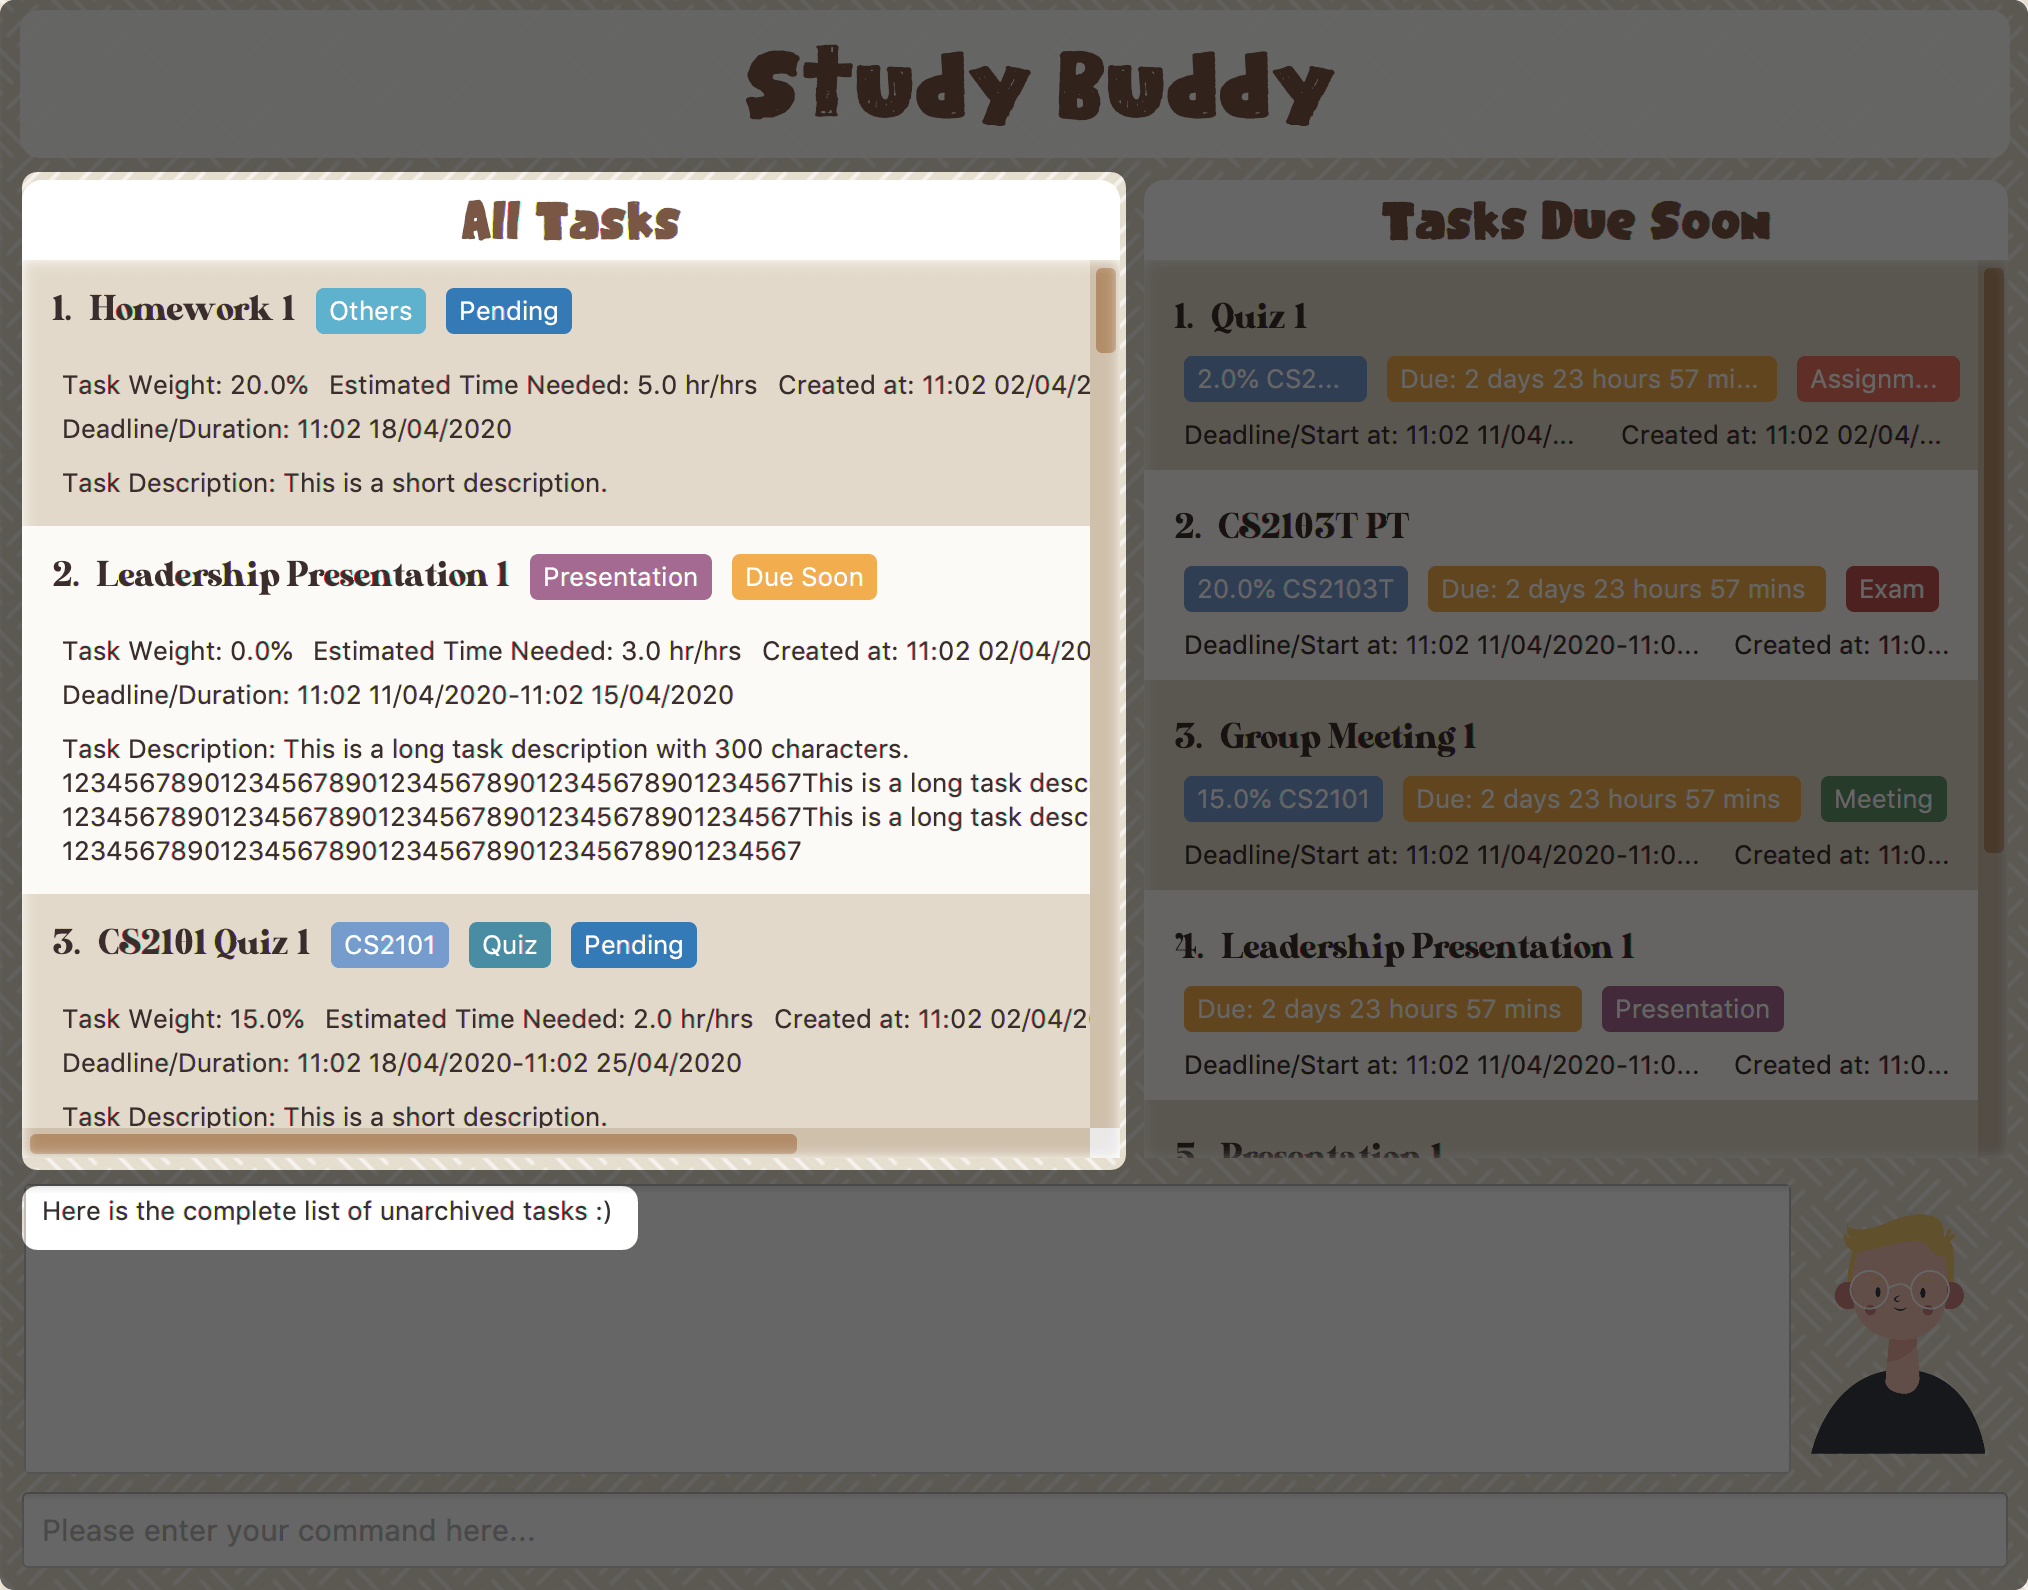 Study Buddy
All Tasks
1. Homework 1 Others Pending
Task Weight: 20.0% Estimated Time Needed: 5.0 hr/hrs Created at: 11:02 02/04/2
Deadline/Duration: 11:02 18/04/2020
Task Description: This is a short description.
2. Leadership Presentation 1 Presentation Due Soon
Task Weight: 0.0% Estimated Time Needed: 3.0 hr/hrs Created at: 11:02 02/04/20
Deadline/Duration: 11:02 11/04/2020-11:02 15/04/2020
Task Description: This is a long task description with 300 characters.
12345678901234567890123456789012345678901234567This is a long task desc
12345678901234567890123456789012345678901234567This is a long task desc
12345678901234567890123456789012345678901234567
3. CS2101 Quiz 1 CS2101 Quiz Pending
Task Weight: 15.0% Estimated Time Needed: 2.0 hr/hrs Created at: 11:02 02/04/2
Deadline/Duration: 11:02 18/04/2020-11:02 25/04/2020
Task Description: This is a short description.
Tasks Due Soon
1. Quiz 1
2.0% CS2... Due: 2 days 23 hours 57 mi... Assignm...
Deadline/Start at: 11:02 11/04/... Created at: 11:02 02/04/...
2. CS2103T PT
20.0% CS2103T Due: 2 days 23 hours 57 mins Exam
Deadline/Start at: 11:02 11/04/2020-11:0... Created at: 11:0...
3. Group Meeting 1
15.0% CS2101 Due: 2 days 23 hours 57 mins Meeting
Deadline/Start at: 11:02 11/04/2020-11:0... Created at: 11:0...
4. Leadership Presentation 1
Due: 2 days 23 hours 57 mins Presentation
Deadline/Start at: 11:02 11/04/2020-11:0... Created at: 11:0...
5. Presentation 1
Here is the complete list of unarchived tasks :)
Please enter your command here...